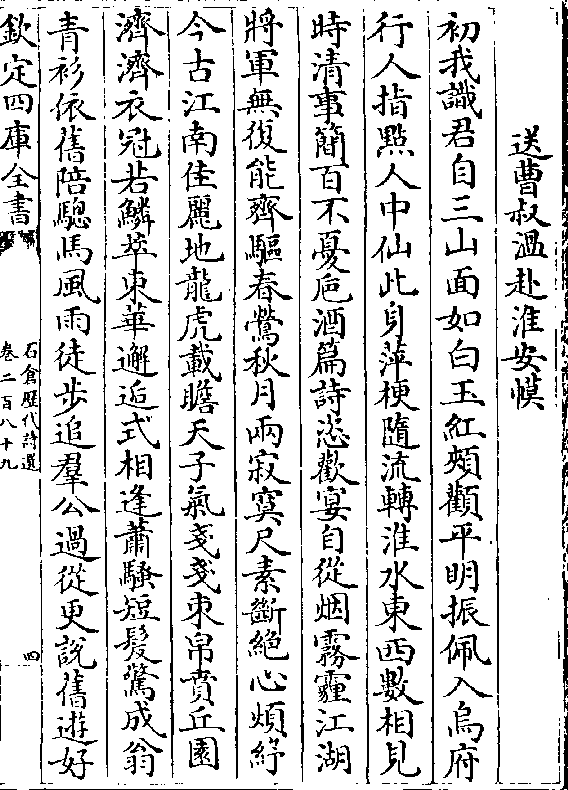 送曹叔溫赴淮安幙
初我識君自三山面如白玉紅頰顴平明振佩入烏府
行人指點人中仙此身萍梗隨流轉淮水東西數相見
時清事簡百不憂巵酒篇詩恣歡宴自從烟霧霾江湖
將軍無復能齊驅春鶯秋月兩寂寞尺素斷絕心煩紆
今古江南佳麗地龍虎載瞻天子氣戔戔束帛賁丘園
濟濟衣冠若鱗萃東華邂逅式相逢蕭騷短髮驚成翁
青衫依舊陪驄馬風雨徒步追羣公過從更説舊遊好
欽定四庫全書
石倉歷代詩選
卷二百八十九
四